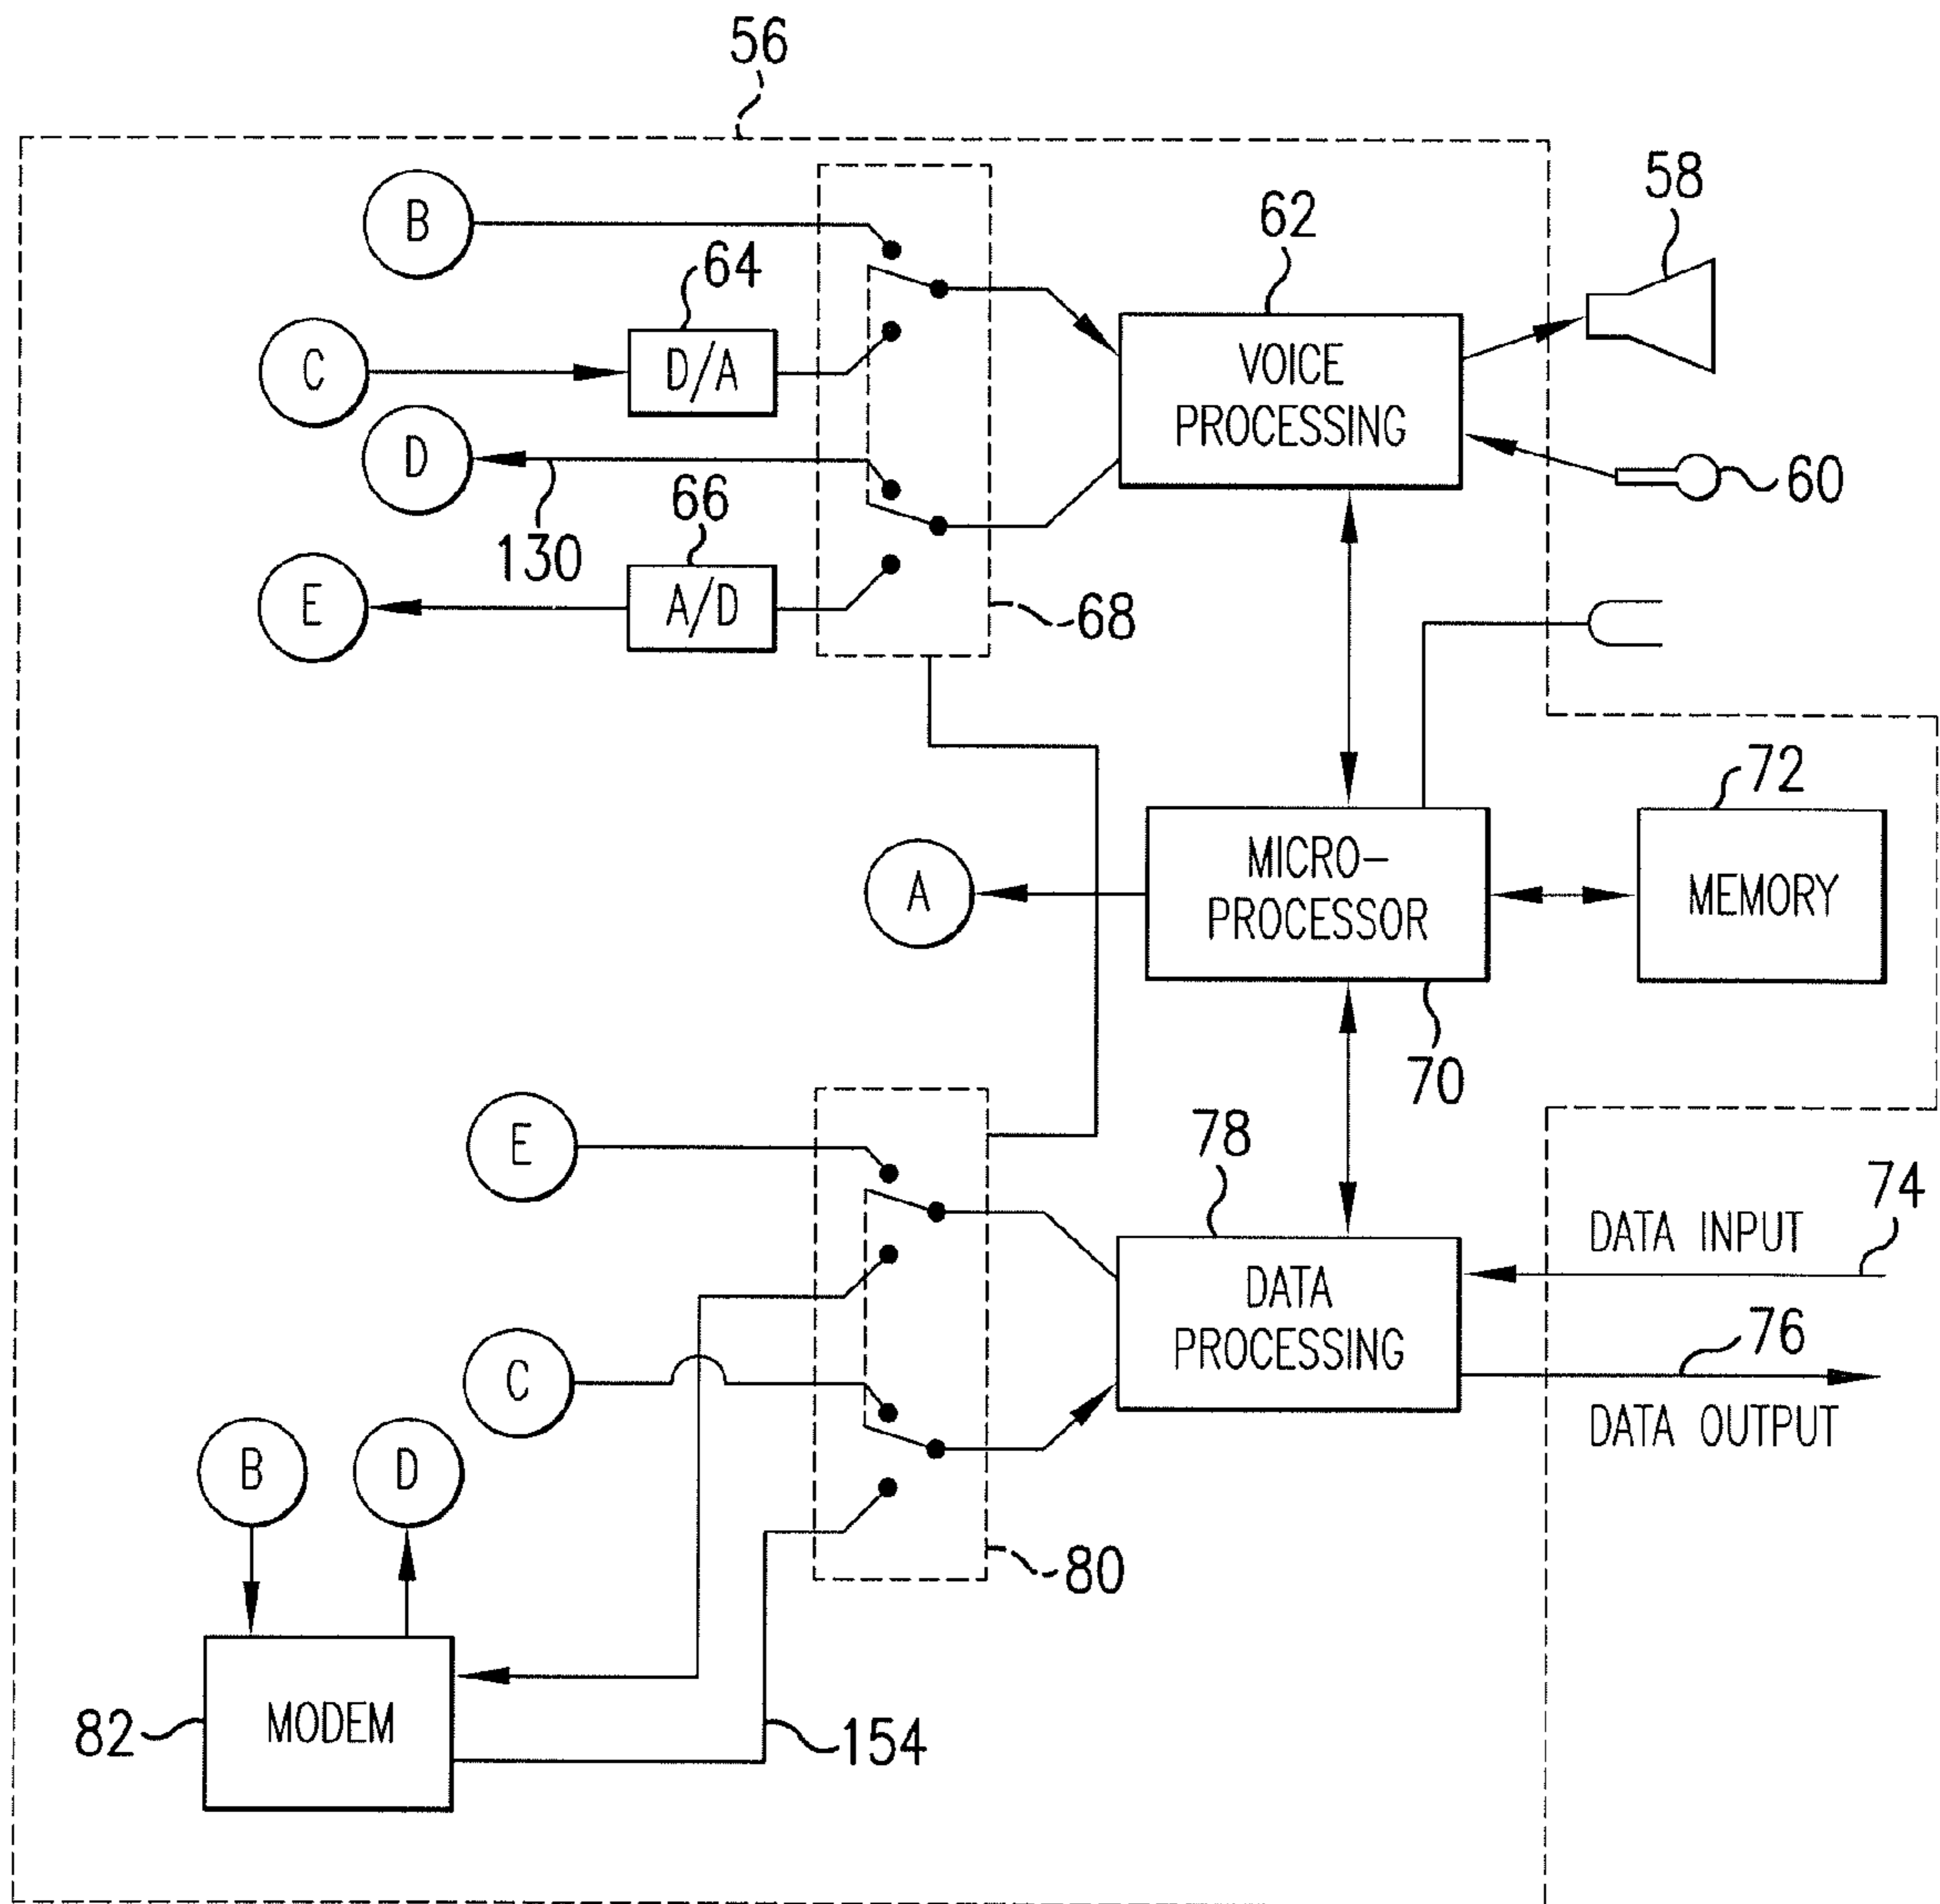 56
B
64
C
D/A
D
130
66
E
A/D
68
62
VOICE
PROCESSING
58
60
A
MICRO-
PROCESSOR
70
72
MEMORY
E
C
B
D
80
78
DATA
PROCESSING
DATA INPUT
74
76
DATA OUTPUT
82
MODEM
154